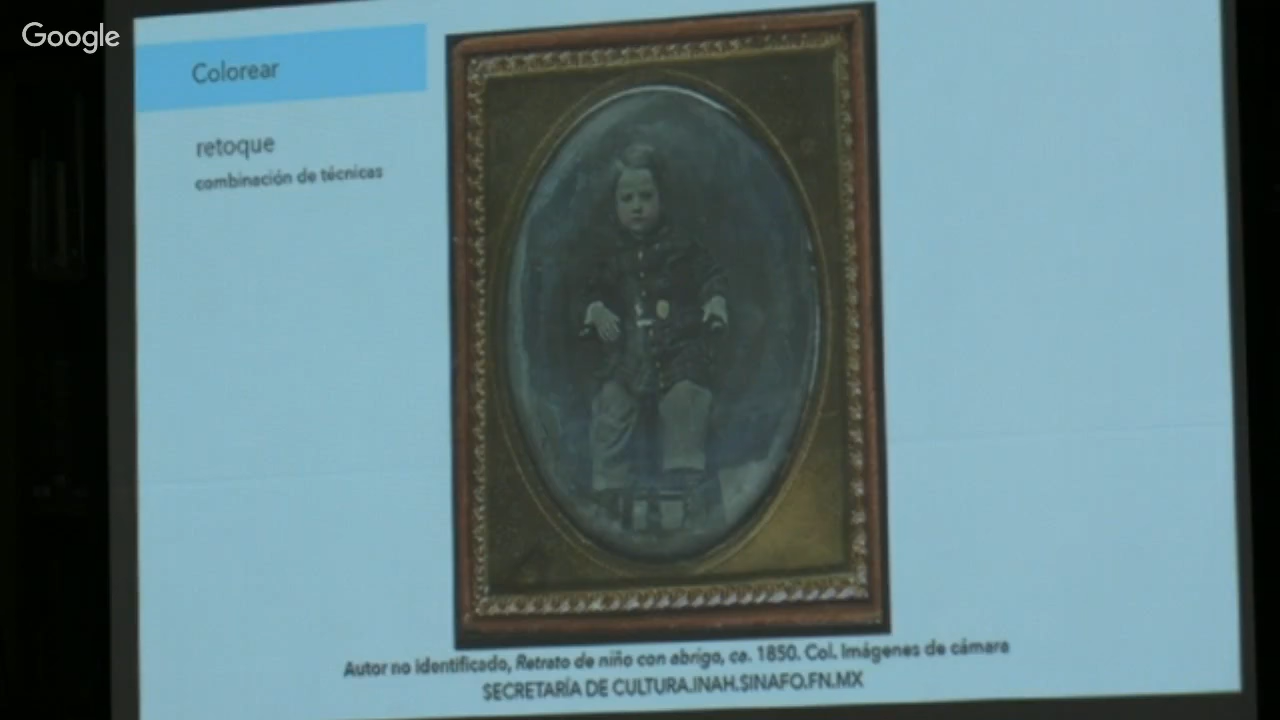 Google
Colorear
retoque
combinación de técnicas
Autor no identificado, Retrato de niño con abrigo, ca. 1850. Col. Imágenes de cámara
SECRETARÍA DE CULTURA.INAH.SINAFO.FN.MX